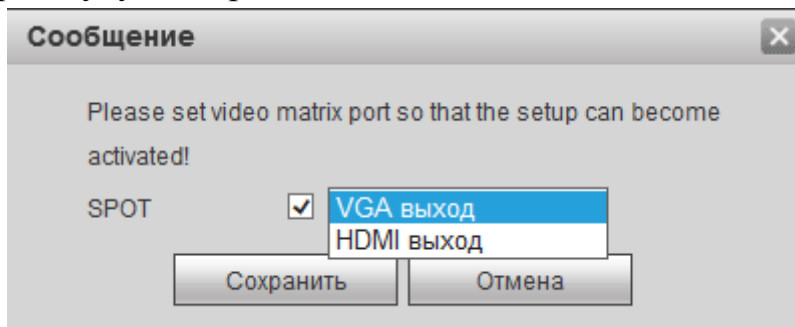 Сообщение
Please set video matrix port so that the setup can become
activated!
SPOT VGA выход
HDMI выход
Сохранить Отмена